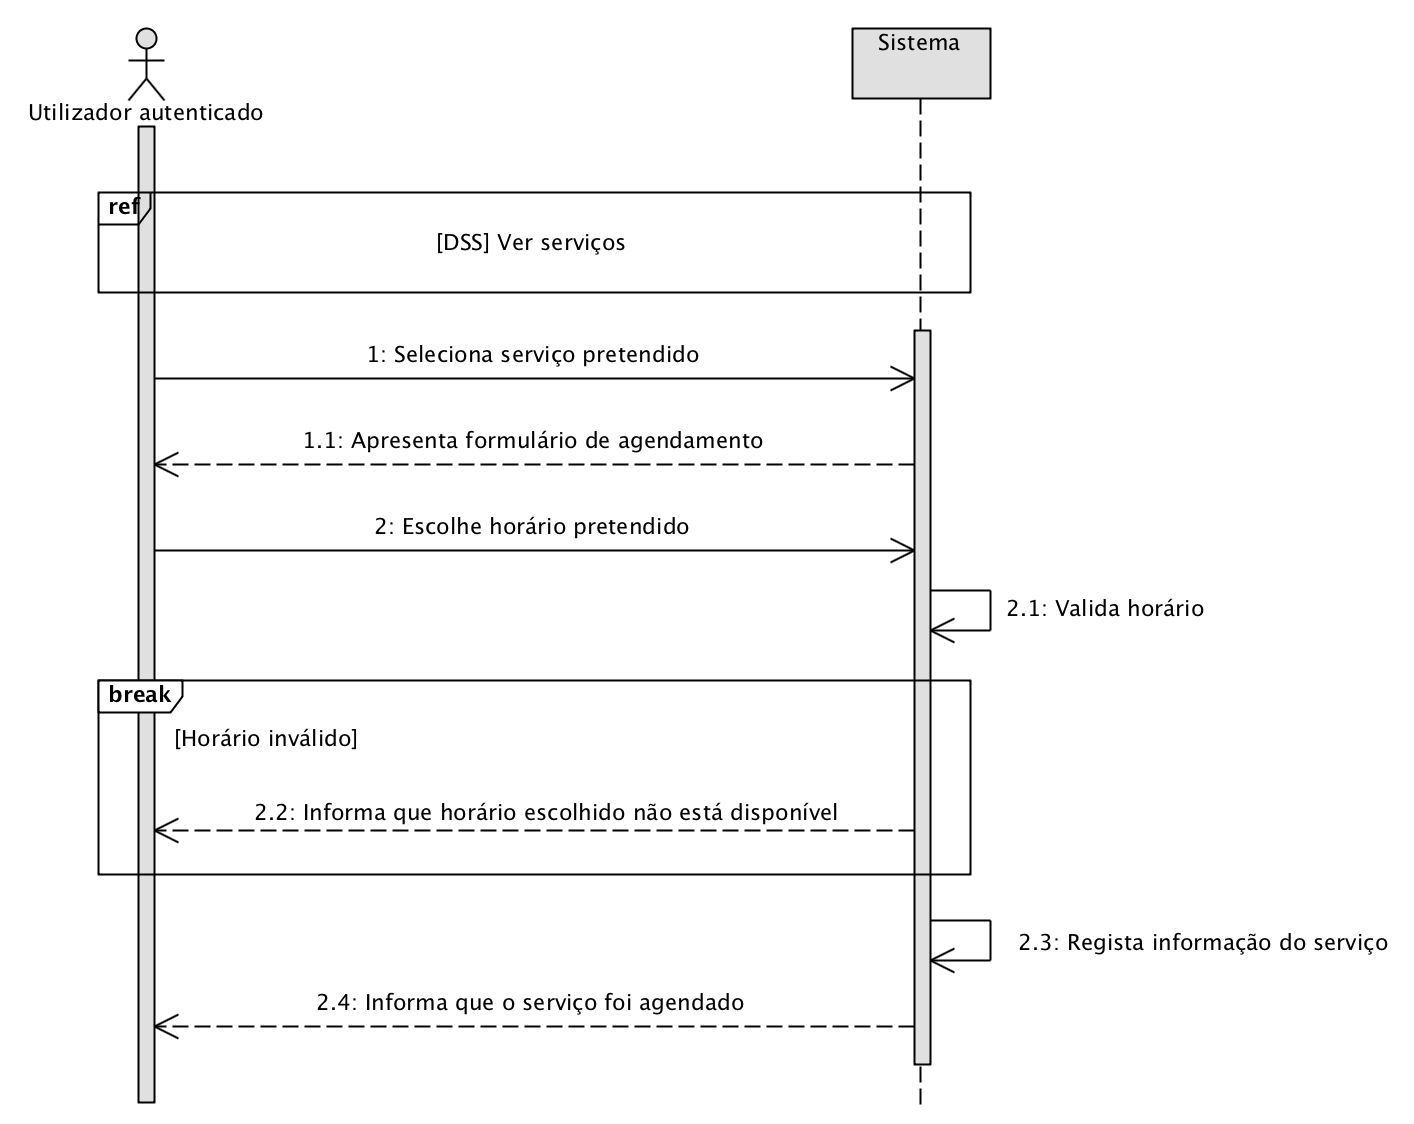 Sistema
Utilizador autenticado
ref
[DSS] Ver serviços
1: Seleciona serviço pretendido
1.1: Apresenta formulário de agendamento
2: Escolhe horário pretendido
2.1: Valida horário
break
[Horário inválido]
2.2: Informa que horário escolhido não está disponível
2.3: Regista informação do serviço
2.4: Informa que o serviço foi agendado